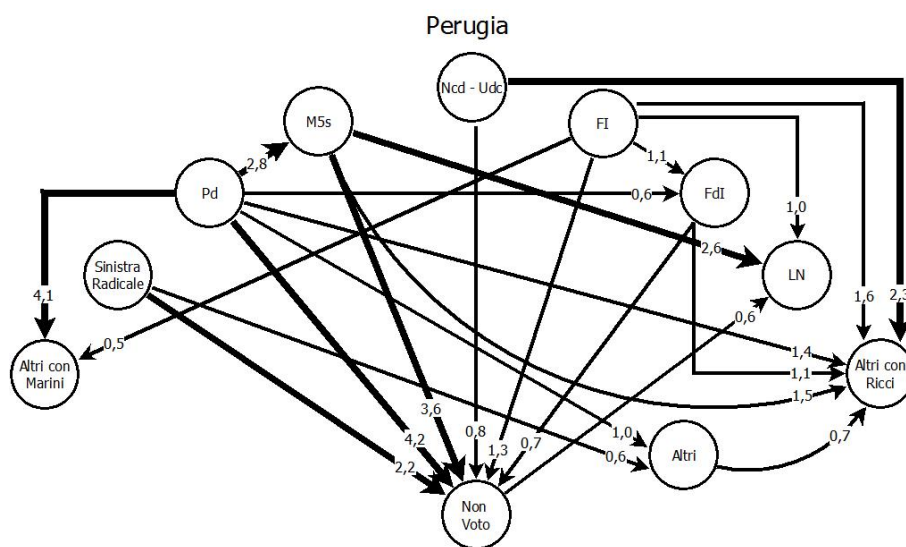 Perugia
Ncd - Udc
M5s
FI
2,8
1,1
Pd
0,6
FdI
1,0
2,6
Sinistra
Radicale
LN
4,1
1,6
2,3
0,6
0,5
1,4
Altri con
Marini
1,1
Altri con
Ricci
1,5
3,6
4,2
0,8
1,3
0,7
1,0
0,7
2,2
0,6
Altri
Non
Voto